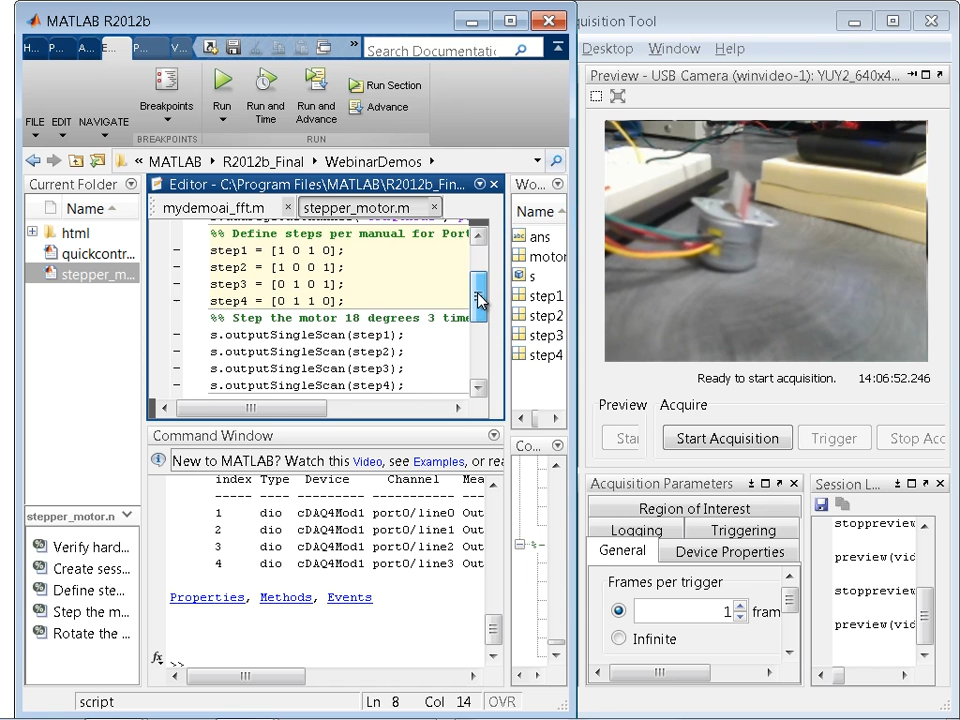 MATLAB R2012b
H... P... A... E... P... V...
Search Documentatic
Breakpoints
Run
Run and Time
Run and Advance
Run Section
Advance
FILE EDIT NAVIGATE
BREAKPOINTS
RUN
« MATLAB R2012b_Final WebinarDemos
Current Folder
Name
html
quickcontr...
stepper_m...
Editor - C:\Program Files\MATLAB\R2012b_Fin...
mydemoai_fft.m
stepper_motor.m
%% Define steps per manual for Port
step1 = [1 0 1 0];
step2 = [1 0 0 1];
step3 = [0 1 0 1];
step4 = [0 1 1 0];
%% Step the motor 18 degrees 3 time
s.outputSingleScan(step1);
s.outputSingleScan(step2);
s.outputSingleScan(step3);
s.outputSingleScan(step4);
Wo...
Name
ans
motor
s
step1
step2
step3
step4
Command Window
New to MATLAB? Watch this Video, see Examples, or rea
index Type Device Channel Mea
----- ---- -------- ----------- ---
1 dio cDAQ4Mod1 port0/line0 Out
2 dio cDAQ4Mod1 port0/line1 Out
3 dio cDAQ4Mod1 port0/line2 Out
4 dio cDAQ4Mod1 port0/line3 Out
Properties, Methods, Events
fx >>
Co...
stepper_motor.n
Verify hard...
Create sess...
Define ste...
Step the m...
Rotate the ...
script
Ln 8 Col 14 OVR
quisition Tool
Desktop Window Help
Preview - USB Camera (winvideo-1): YUY2_640x4...
Ready to start acquisition. 14:06:52.246
Preview
Acquire
Star
Start Acquisition
Trigger
Stop Acc
Acquisition Parameters
Region of Interest
Logging
Triggering
General
Device Properties
Frames per trigger
1 fram
Infinite
Session L...
stoppreview
preview(vid
stoppreview
preview(vid